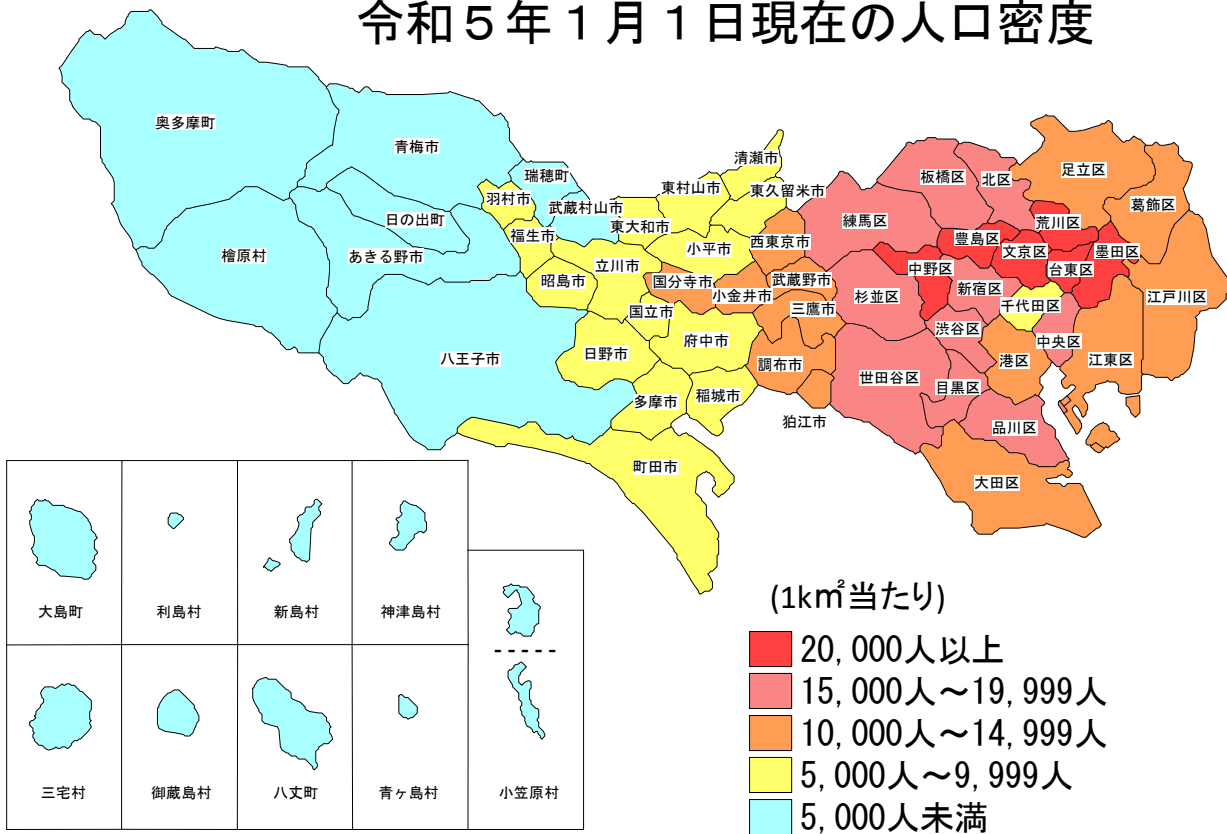 令和５年１月１日現在の人口密度
奥多摩町
青梅市
瑞穂町
羽村市
武蔵村山市
日の出町
檜原村
あきる野市
福生市
昭島市
立川市
東大和市
東村山市
清瀬市
東久留米市
小平市
西東京市
国分寺市
小金井市
武蔵野市
三鷹市
国立市
府中市
日野市
八王子市
多摩市
稲城市
調布市
狛江市
町田市
板橋区
北区
足立区
葛飾区
練馬区
豊島区
荒川区
文京区
台東区
墨田区
中野区
新宿区
千代田区
江戸川区
杉並区
渋谷区
中央区
江東区
港区
世田谷区
目黒区
品川区
大田区
大島町
利島村
新島村
神津島村
三宅村
御蔵島村
八丈町
青ヶ島村
小笠原村
(1k㎡当たり)
20,000人以上
15,000人～19,999人
10,000人～14,999人
5,000人～9,999人
5,000人未満